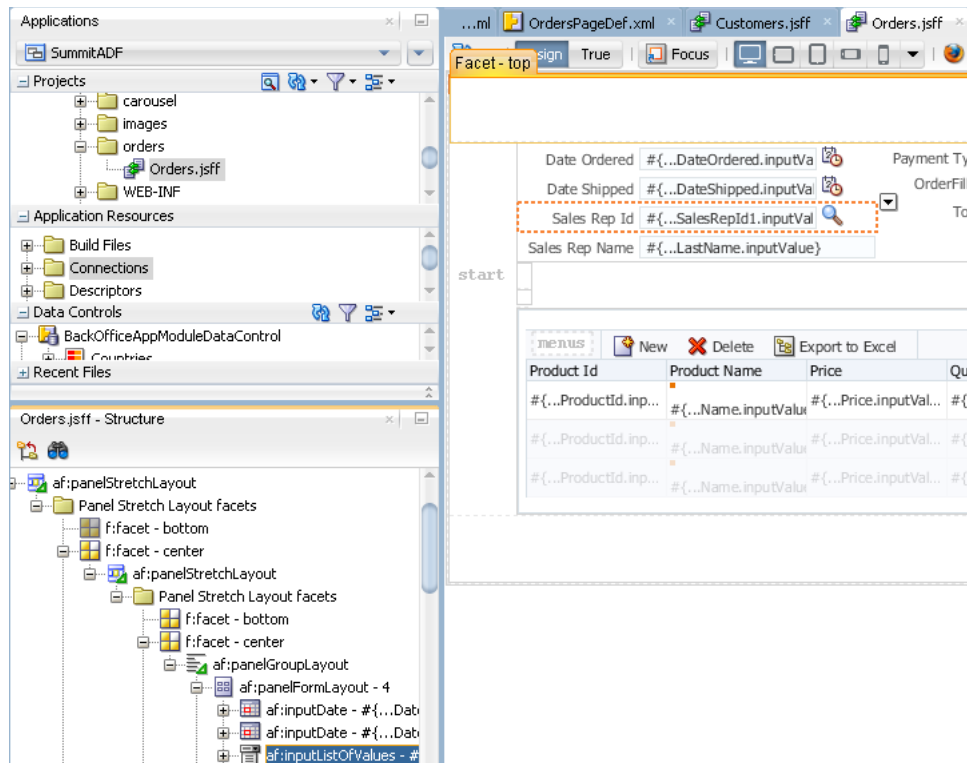 Applications
SummitADF
Projects
carousel
images
orders
Orders.jsff
WEB-INF
Application Resources
Build Files
Connections
Descriptors
Data Controls
BackOfficeAppModuleDataControl
Countries
Recent Files
Orders.jsff - Structure
af:panelStretchLayout
Panel Stretch Layout facets
f:facet - bottom
f:facet - center
af:panelStretchLayout
Panel Stretch Layout facets
f:facet - bottom
f:facet - center
af:panelGroupLayout
af:panelFormLayout - 4
af:inputDate - #{...Date
af:inputDate - #{...Date
af:inputListOfValues - #
...ml OrdersPageDef.xml Customers.jsff Orders.jsff
sign True Focus
Facet - top
Date Ordered #{...DateOrdered.inputVa Payment Ty
Date Shipped #{...DateShipped.inputVal OrderFil
Sales Rep Id #{...SalesRepId1.inputVal To
Sales Rep Name #{...LastName.inputValue}
start
menus New Delete Export to Excel
Product Id Product Name Price Qu
#{...ProductId.inp... #{...Name.inputValue #{...Price.inputVal... #{
#{...ProductId.inp... #{...Name.inputValue #{...Price.inputVal... #{
#{...ProductId.inp... #{...Name.inputValue #{...Price.inputVal... #{